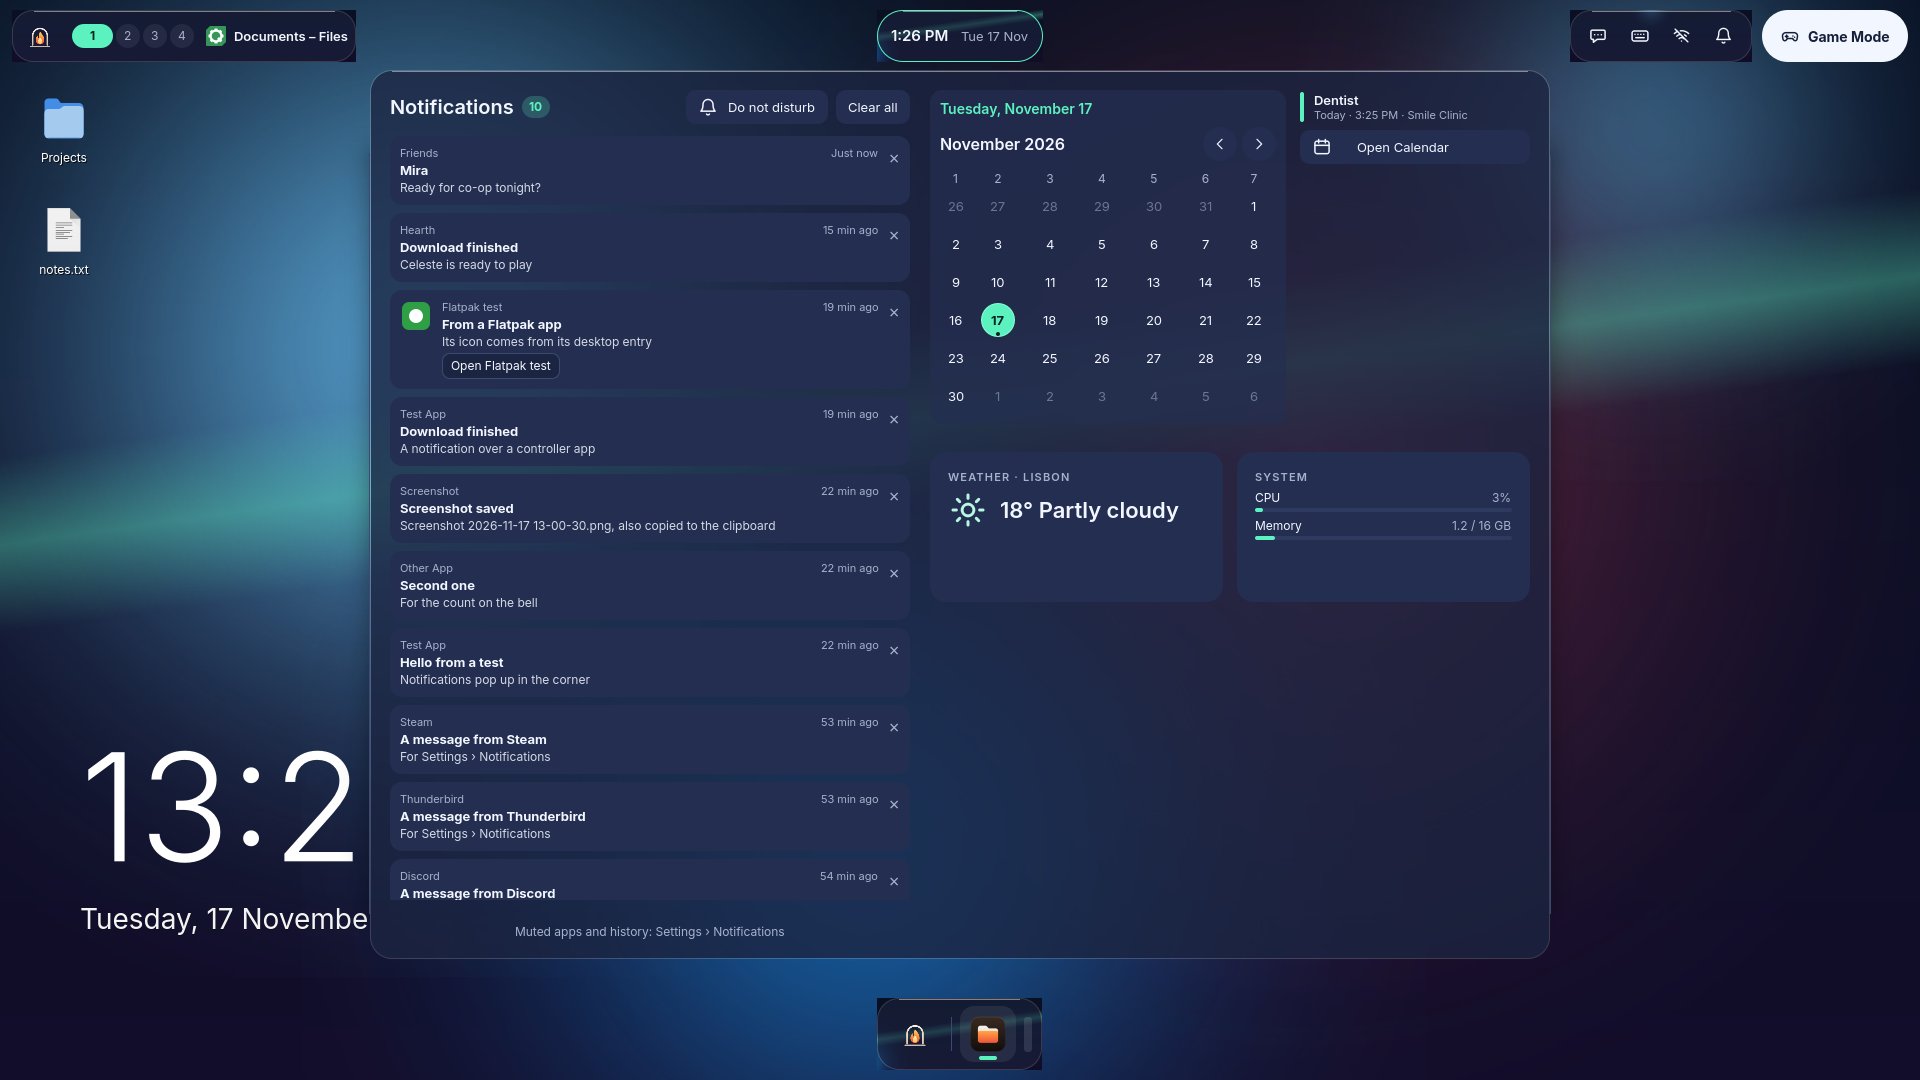 1 2 3 4 Documents – Files
1:26 PM Tue 17 Nov
Game Mode
Projects
notes.txt
13:2
Tuesday, 17 Novembe
Notifications 10
Do not disturb
Clear all
Friends Just now
Mira
Ready for co-op tonight?
Hearth 15 min ago
Download finished
Celeste is ready to play
Flatpak test 19 min ago
From a Flatpak app
Its icon comes from its desktop entry
Open Flatpak test
Test App 19 min ago
Download finished
A notification over a controller app
Screenshot 22 min ago
Screenshot saved
Screenshot 2026-11-17 13-00-30.png, also copied to the clipboard
Other App 22 min ago
Second one
For the count on the bell
Test App 22 min ago
Hello from a test
Notifications pop up in the corner
Steam 53 min ago
A message from Steam
For Settings › Notifications
Thunderbird 53 min ago
A message from Thunderbird
For Settings › Notifications
Discord 54 min ago
A message from Discord
Muted apps and history: Settings › Notifications
Tuesday, November 17
November 2026
1 2 3 4 5 6 7
26 27 28 29 30 31 1
2 3 4 5 6 7 8
9 10 11 12 13 14 15
16 17 18 19 20 21 22
23 24 25 26 27 28 29
30 1 2 3 4 5 6
Dentist
Today · 3:25 PM · Smile Clinic
Open Calendar
WEATHER · LISBON
18° Partly cloudy
SYSTEM
CPU 3%
Memory 1.2 / 16 GB